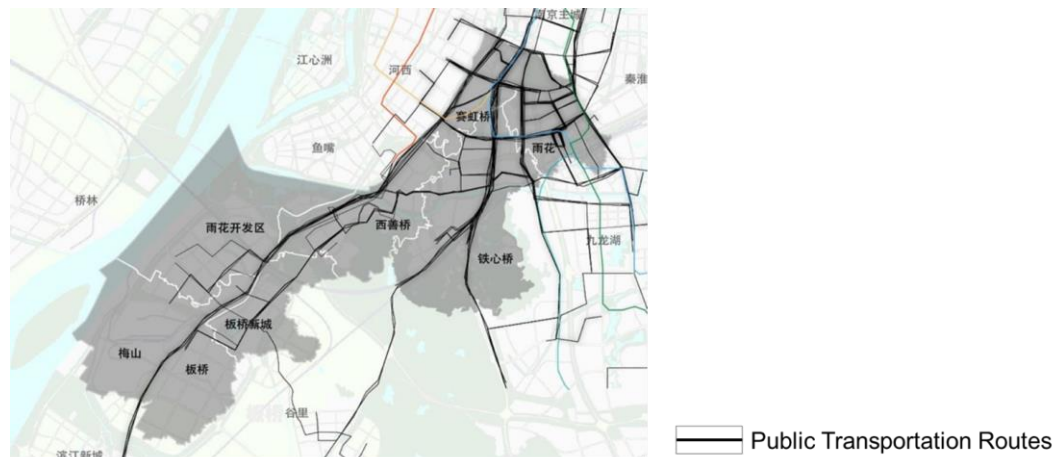 南京主城
江心洲
河西
秦淮
赛虹桥
鱼嘴
雨花
桥林
雨花开发区
西善桥
九龙湖
铁心桥
板桥新城
梅山
板桥
谷里
滨江新城
Public Transportation Routes